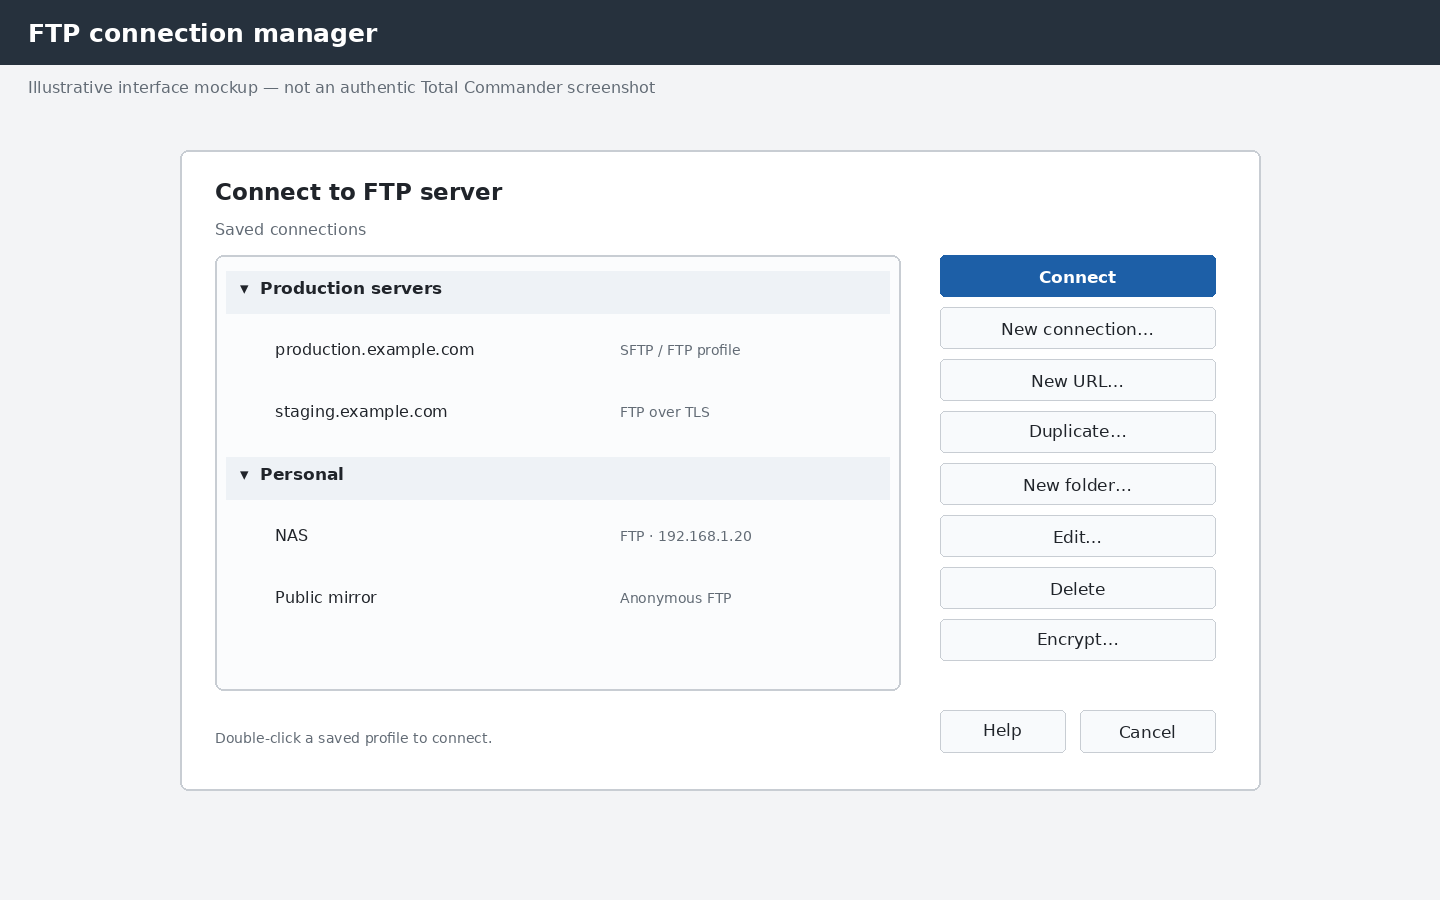 FTP connection manager
Illustrative interface mockup — not an authentic Total Commander screenshot
Connect to FTP server
Saved connections
▼ Production servers
production.example.com SFTP / FTP profile
staging.example.com FTP over TLS
▼ Personal
NAS FTP · 192.168.1.20
Public mirror Anonymous FTP
Double-click a saved profile to connect.
Connect
New connection...
New URL...
Duplicate...
New folder...
Edit...
Delete
Encrypt...
Help
Cancel